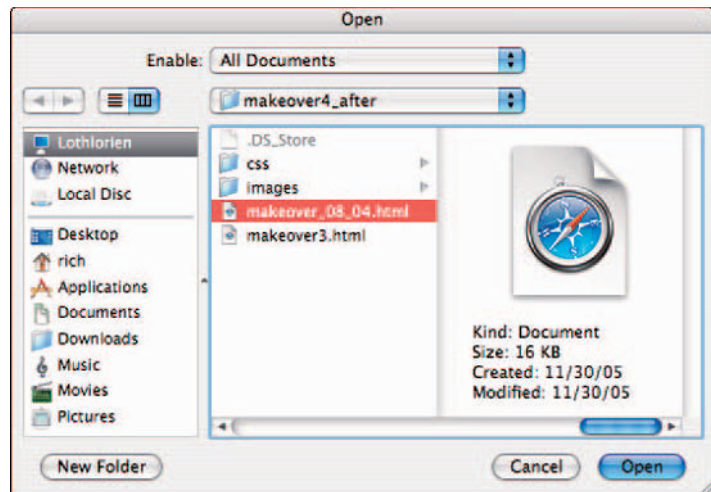 Open
Enable: All Documents
makeover4_after
Lothlorien
Network
Local Disc
Desktop
rich
Applications
Documents
Downloads
Music
Movies
Pictures
.DS_Store
css
images
makeover_08_04.html
makeover3.html
Kind: Document
Size: 16 KB
Created: 11/30/05
Modified: 11/30/05
New Folder
Cancel
Open